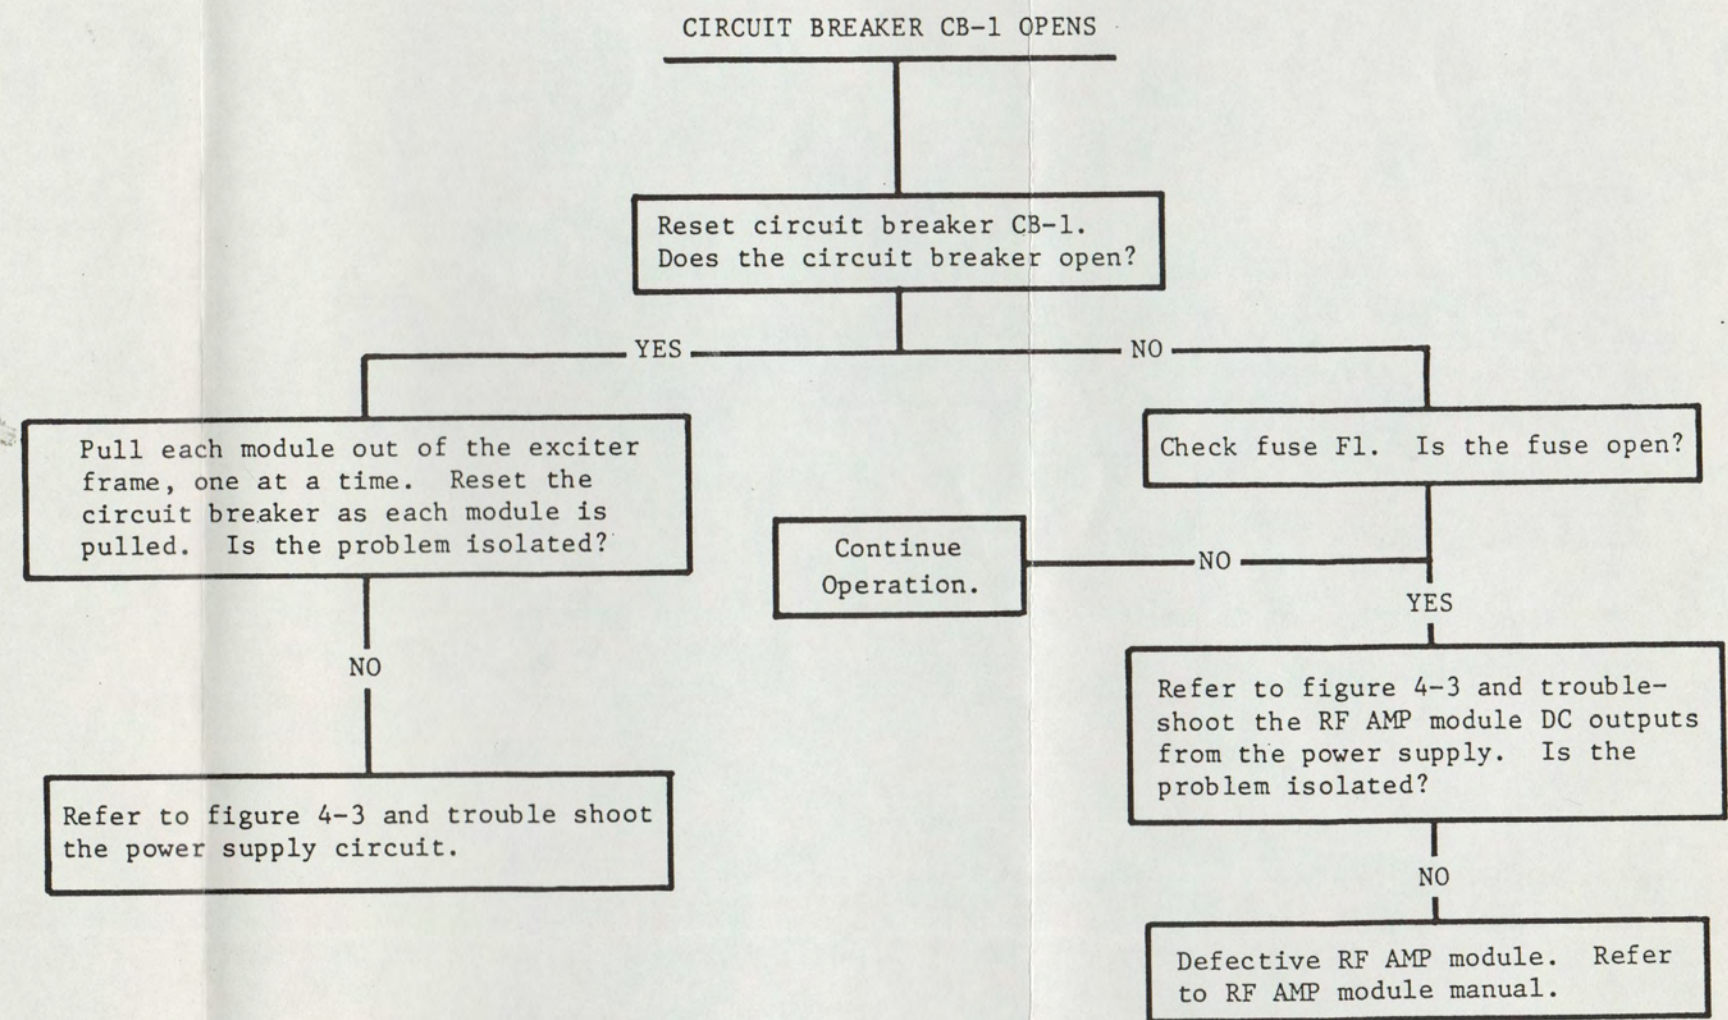 CIRCUIT BREAKER CB-1 OPENS
Reset circuit breaker CB-1.
Does the circuit breaker open?
YES
NO
Pull each module out of the exciter
frame, one at a time. Reset the
circuit breaker as each module is
pulled. Is the problem isolated?
Check fuse F1. Is the fuse open?
Continue
Operation.
NO
YES
NO
Refer to figure 4-3 and trouble-
shoot the RF AMP module DC outputs
from the power supply. Is the
problem isolated?
Refer to figure 4-3 and trouble shoot
the power supply circuit.
NO
Defective RF AMP module. Refer
to RF AMP module manual.